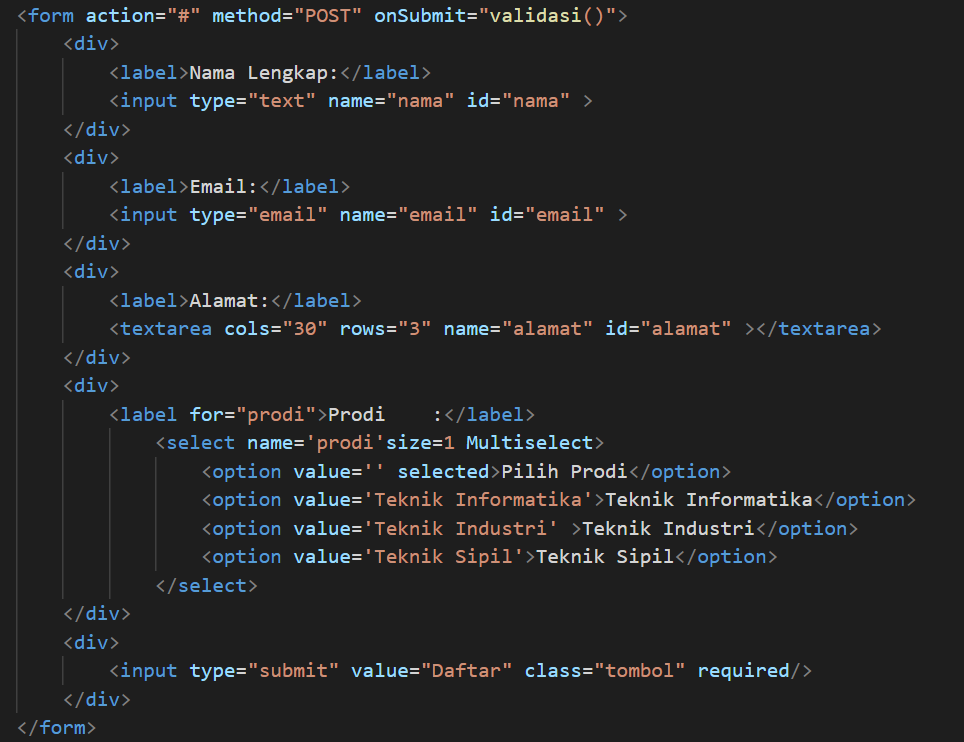 <form action="#" method="POST" onSubmit="validasi()">
<div>
<label>Nama Lengkap:</label>
<input type="text" name="nama" id="nama" >
</div>
<div>
<label>Email:</label>
<input type="email" name="email" id="email" >
</div>
<div>
<label>Alamat:</label>
<textarea cols="30" rows="3" name="alamat" id="alamat" ></textarea>
</div>
<div>
<label for="prodi">Prodi    :</label>
<select name='prodi'size=1 Multiselect>
<option value='' selected>Pilih Prodi</option>
<option value='Teknik Informatika'>Teknik Informatika</option>
<option value='Teknik Industri' >Teknik Industri</option>
<option value='Teknik Sipil'>Teknik Sipil</option>
</select>
</div>
<div>
<input type="submit" value="Daftar" class="tombol" required/>
</div>
</form>